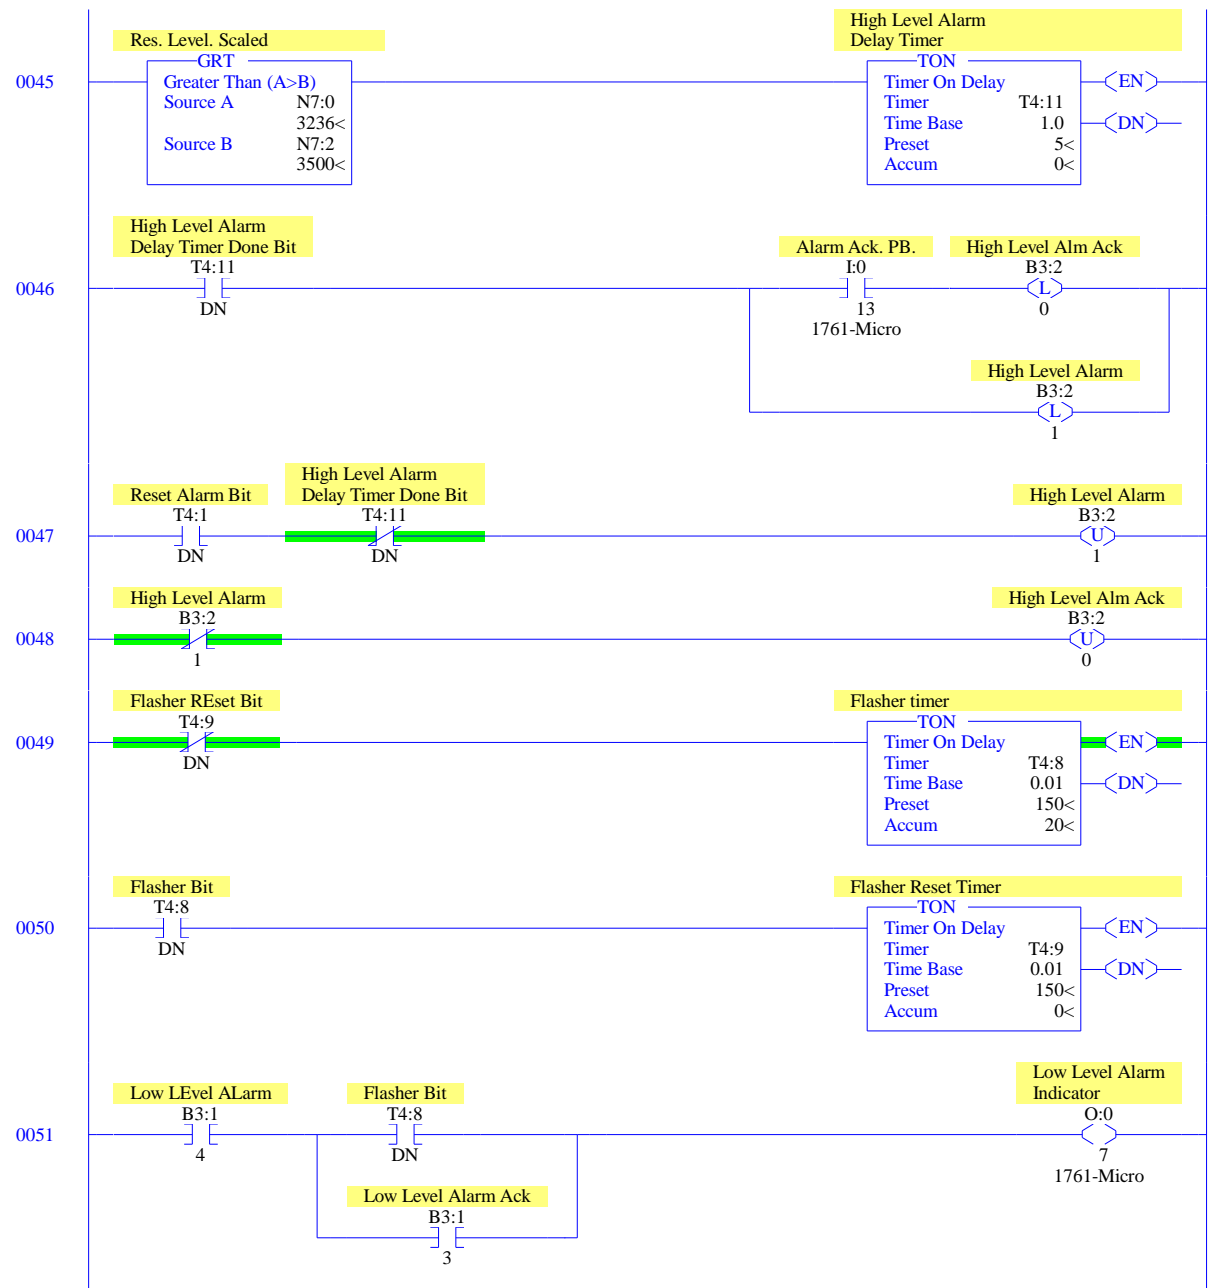 High Level Alarm
Res. Level. Scaled
Delay Timer
GRT
TON
0045
Greater Than (A>B)
Timer On Delay
EN
Source A N7:0
Timer T4:11
3236<
Time Base 1.0
DN
Source B N7:2
Preset 5<
3500<
Accum 0<
High Level Alarm
Delay Timer Done Bit
Alarm Ack. PB.
High Level Alm Ack
T4:11
I:0
B3:2
0046
L
DN
13
0
1761-Micro
High Level Alarm
B3:2
L
1
High Level Alarm
Reset Alarm Bit
Delay Timer Done Bit
High Level Alarm
T4:1
T4:11
B3:2
0047
U
DN
DN
1
High Level Alarm
High Level Alm Ack
B3:2
B3:2
0048
U
1
0
Flasher REset Bit
Flasher timer
T4:9
TON
0049
Timer On Delay
EN
DN
Timer T4:8
Time Base 0.01
DN
Preset 150<
Accum 20<
Flasher Bit
Flasher Reset Timer
T4:8
TON
0050
Timer On Delay
EN
DN
Timer T4:9
Time Base 0.01
DN
Preset 150<
Accum 0<
Low Level Alarm
Low LEvel ALarm
Flasher Bit
Indicator
B3:1
T4:8
O:0
0051
4
DN
7
1761-Micro
Low Level Alarm Ack
B3:1
3